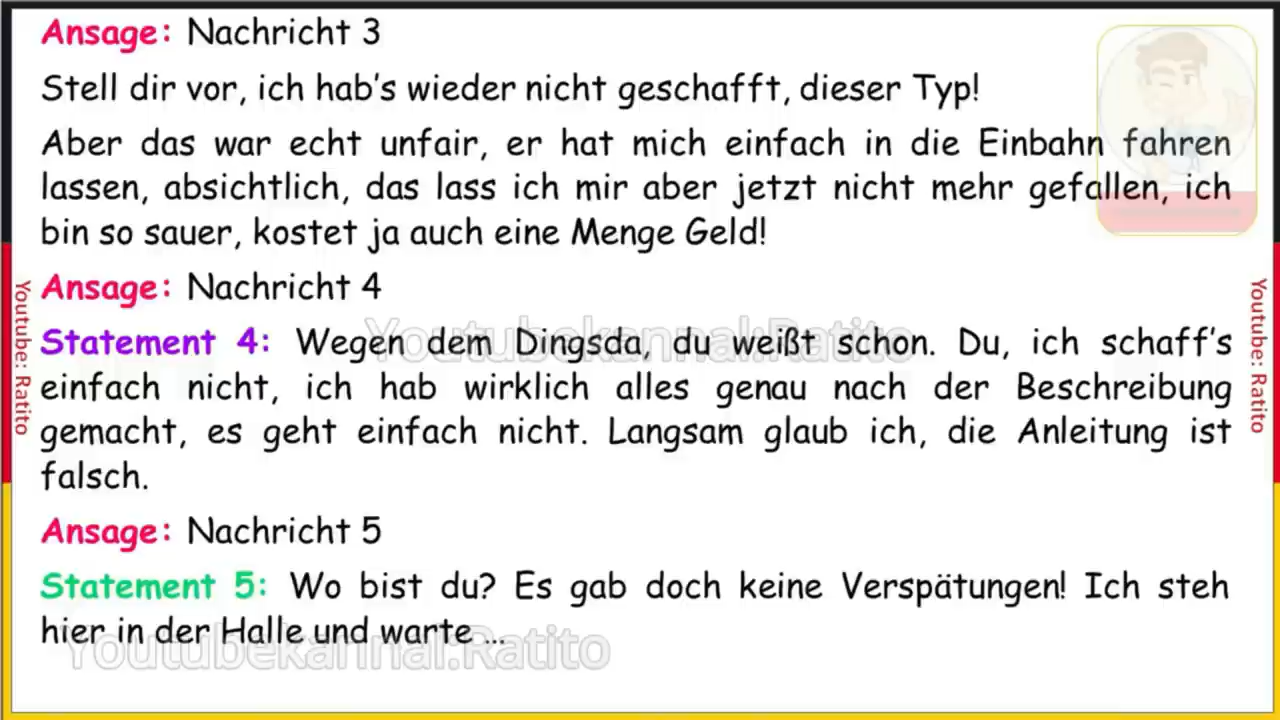 Ansage: Nachricht 3
Stell dir vor, ich hab's wieder nicht geschafft, dieser Typ!
Aber das war echt unfair, er hat mich einfach in die Einbahn fahren
lassen, absichtlich, das lass ich mir aber jetzt nicht mehr gefallen, ich
bin so sauer, kostet ja auch eine Menge Geld!
Ansage: Nachricht 4
Statement 4: Wegen dem Dingsda, du weißt schon. Du, ich schaff's
einfach nicht, ich hab wirklich alles genau nach der Beschreibung
gemacht, es geht einfach nicht. Langsam glaub ich, die Anleitung ist
falsch.
Ansage: Nachricht 5
Statement 5: Wo bist du? Es gab doch keine Verspätungen! Ich steh
hier in der Halle und warte ...
Youtube: Ratito
Youtube: Ratito
Youtubekannal:Ratito
Youtubekannal:Ratito